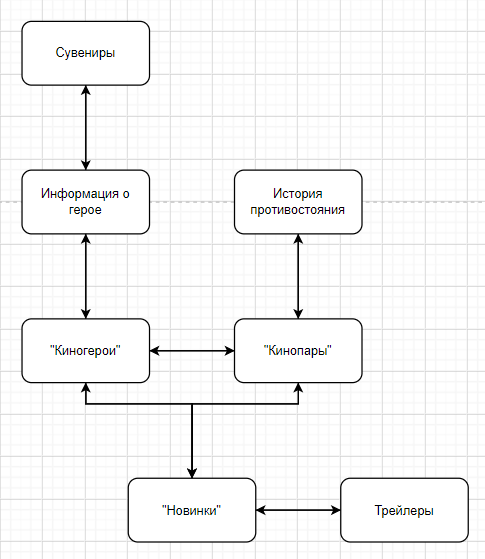 Сувениры
Информация о
герое
История
противостояния
"Киногерои"
"Кинопары"
"Новинки"
Трейлеры